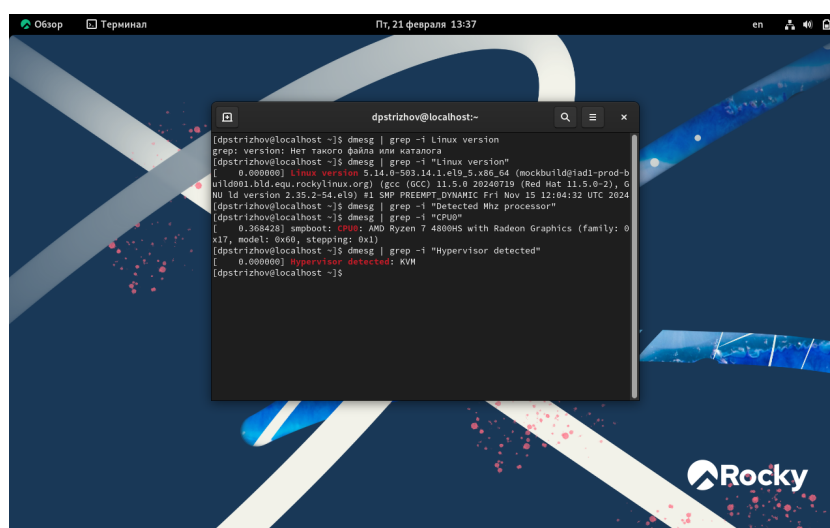 Обзор
Терминал
Пт, 21 февраля 13:37
en
dpstrizhov@localhost:~
[dpstrizhov@localhost ~]$ dmesg | grep -i Linux version
grep: version: Нет такого файла или каталога
[dpstrizhov@localhost ~]$ dmesg | grep -i "Linux version"
[    0.000000] Linux version 5.14.0-503.14.1.el9_5.x86_64 (mockbuild@iad1-prod-b
uild001.bld.equ.rockylinux.org) (gcc (GCC) 11.5.0 20240719 (Red Hat 11.5.0-2), G
NU ld version 2.35.2-54.el9) #1 SMP PREEMPT_DYNAMIC Fri Nov 15 12:04:32 UTC 2024
[dpstrizhov@localhost ~]$ dmesg | grep -i "Detected Mhz processor"
[dpstrizhov@localhost ~]$ dmesg | grep -i "CPU0"
[    0.368428] smpboot: CPU0: AMD Ryzen 7 4800HS with Radeon Graphics (family: 0
x17, model: 0x60, stepping: 0x1)
[dpstrizhov@localhost ~]$ dmesg | grep -i "Hypervisor detected"
[    0.000000] Hypervisor detected: KVM
[dpstrizhov@localhost ~]$
Rocky